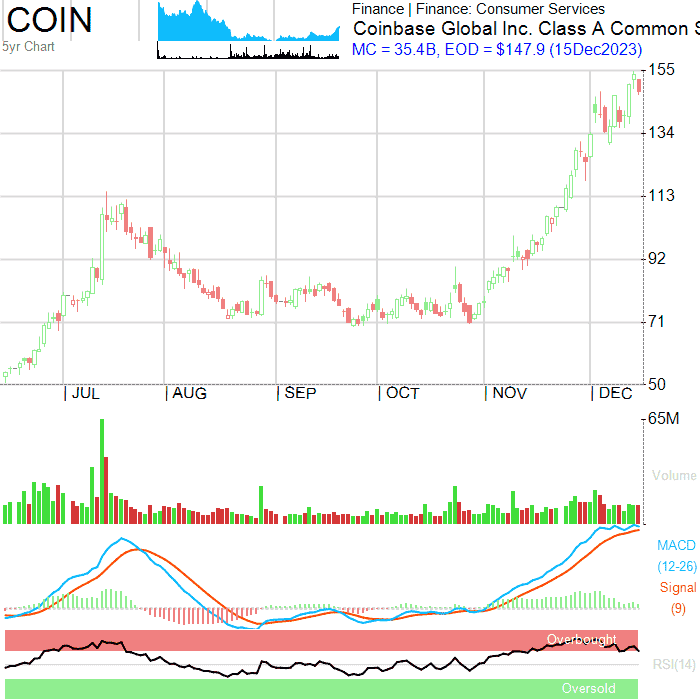 COIN
5yr Chart
Finance | Finance: Consumer Services
Coinbase Global Inc. Class A Common S
MC = 35.4B, EOD = $147.9 (15Dec2023)
155
134
113
92
71
50
| JUL | AUG | SEP | OCT | NOV | DEC
65M
Volume
MACD
(12-26)
Signal
(9)
Overbought
RSI(14)
Oversold